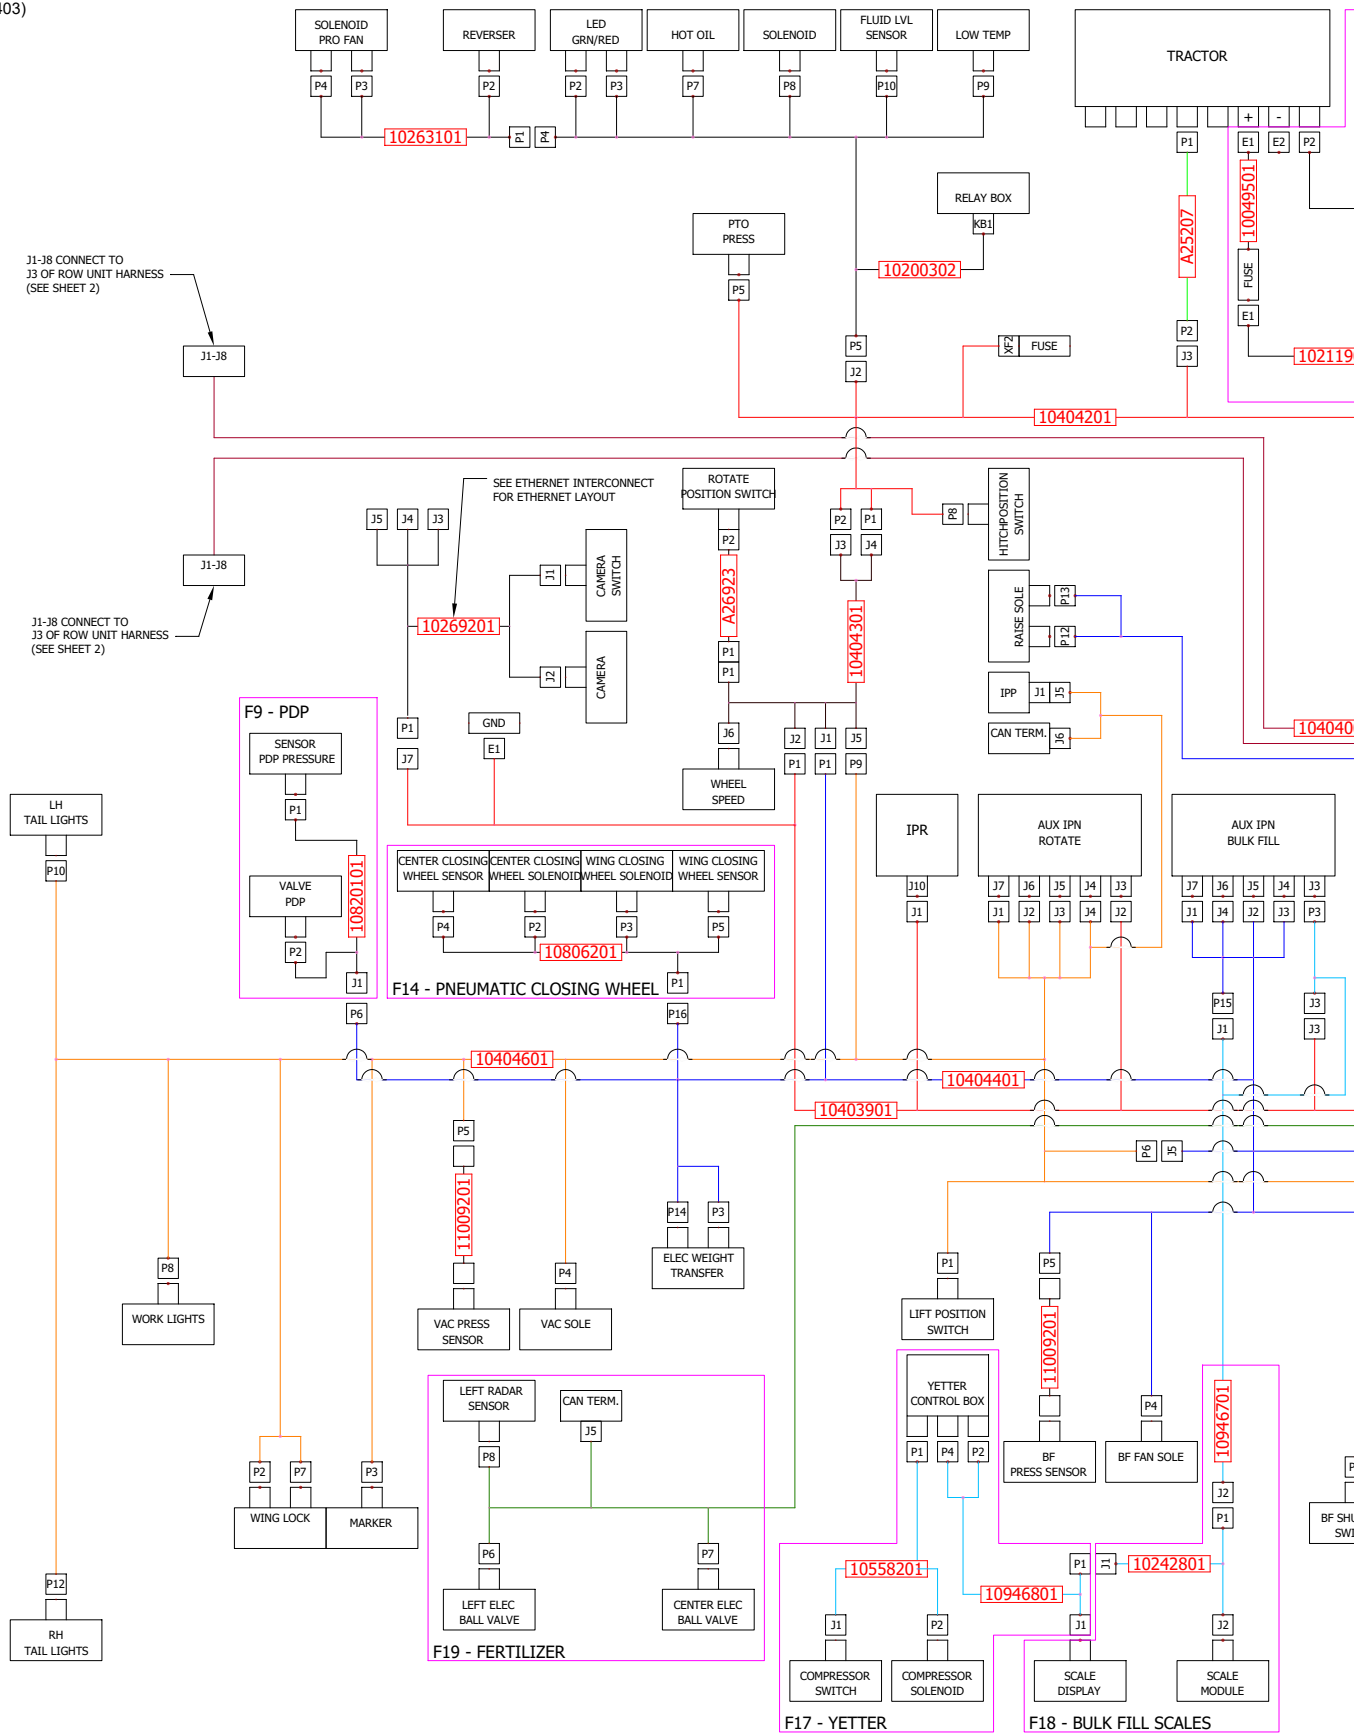 03)
SOLENOID
PRO FAN
REVERSER
LED
GRN/RED
HOT OIL
SOLENOID
FLUID LVL
SENSOR
LOW TEMP
TRACTOR
+
-
P4
P3
P2
P2
P3
P7
P8
P10
P9
10263101
P1
P4
P1
E1
E2
P2
A25207
10049501
RELAY BOX
KB1
10200302
PTO
PRESS
P5
FUSE
E1
J1-J8 CONNECT TO
J3 OF ROW UNIT HARNESS
(SEE SHEET 2)
J1-J8
P5
J2
XF2
FUSE
P2
J3
1021190
10404201
SEE ETHERNET INTERCONNECT
FOR ETHERNET LAYOUT
ROTATE
POSITION SWITCH
P2
A26923
P1
P1
J5
J4
J3
J1
CAMERA
SWITCH
P2
P1
J3
J4
P8
HITCHPOSITION
SWITCH
J1-J8
J1-J8 CONNECT TO
J3 OF ROW UNIT HARNESS
(SEE SHEET 2)
10269201
J2
CAMERA
10404301
RAISE SOLE
P13
P12
IPP
J1
J5
CAN TERM.
J6
F9 - PDP
SENSOR
PDP PRESSURE
P1
P1
J7
GND
E1
J6
WHEEL
SPEED
J2
J1
J5
P1
P1
P9
104040
LH
TAIL LIGHTS
P10
VALVE
PDP
P2
10820101
J1
P6
CENTER CLOSING
WHEEL SENSOR
CENTER CLOSING
WHEEL SOLENOID
WING CLOSING
WHEEL SOLENOID
WING CLOSING
WHEEL SENSOR
P4
P2
P3
P5
10806201
F14 - PNEUMATIC CLOSING WHEEL
P1
P16
IPR
J10
J1
AUX IPN
ROTATE
J7
J6
J5
J4
J3
J1
J2
J3
J4
J2
AUX IPN
BULK FILL
J7
J6
J5
J4
J3
J1
J4
J2
J3
P3
P15
J1
J3
J3
10404601
10404401
10403901
P5
11009201
P6
J5
P8
WORK LIGHTS
VAC PRESS
SENSOR
P4
VAC SOLE
P14
P3
ELEC WEIGHT
TRANSFER
P1
LIFT POSITION
SWITCH
P5
11009201
BF
PRESS SENSOR
P4
BF FAN SOLE
10946701
J2
P1
LEFT RADAR
SENSOR
P8
CAN TERM.
J5
YETTER
CONTROL BOX
P1
P4
P2
P2
P7
WING LOCK
P3
MARKER
BF SHU
SWI
P6
LEFT ELEC
BALL VALVE
P7
CENTER ELEC
BALL VALVE
F19 - FERTILIZER
10558201
10946801
P1
J1
10242801
P12
RH
TAIL LIGHTS
J1
COMPRESSOR
SWITCH
P2
COMPRESSOR
SOLENOID
F17 - YETTER
J1
SCALE
DISPLAY
J2
SCALE
MODULE
F18 - BULK FILL SCALES